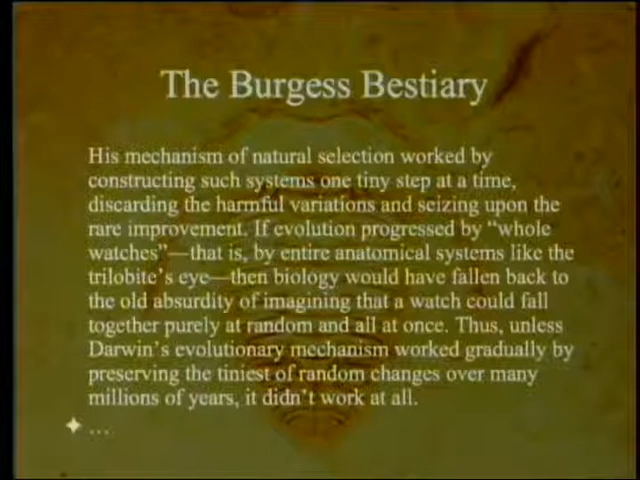 The Burgess Bestiary
His mechanism of natural selection worked by
constructing such systems one tiny step at a time,
discarding the harmful variations and seizing upon the
rare improvement. If evolution progressed by “whole
watches”—that is, by entire anatomical systems like the
trilobite’s eye—then biology would have fallen back to
the old absurdity of imagining that a watch could fall
together purely at random and all at once. Thus, unless
Darwin’s evolutionary mechanism worked gradually by
preserving the tiniest of random changes over many
millions of years, it didn’t work at all.
...